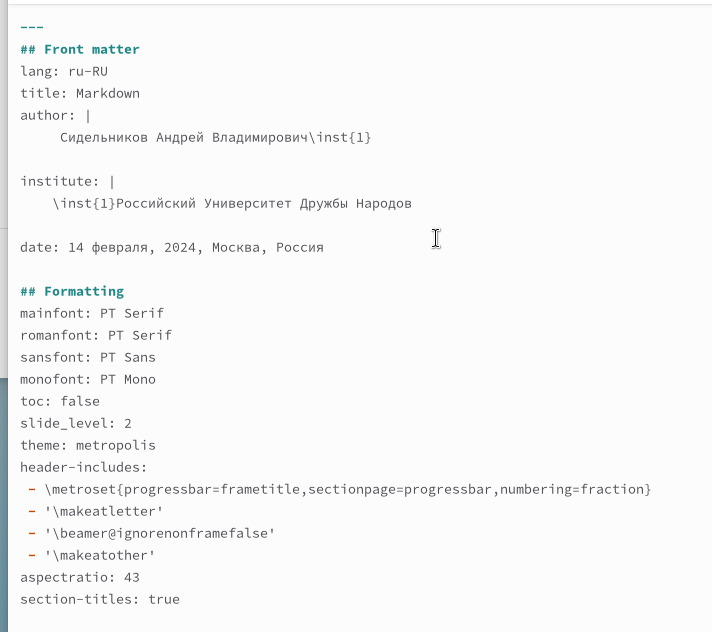 ---
## Front matter
lang: ru-RU
title: Markdown
author: |
Сидельников Андрей Владимирович\inst{1}
institute: |
\inst{1}Российский Университет Дружбы Народов
date: 14 февраля, 2024, Москва, Россия
## Formatting
mainfont: PT Serif
romanfont: PT Serif
sansfont: PT Sans
monofont: PT Mono
toc: false
slide_level: 2
theme: metropolis
header-includes:
- \metroset{progressbar=frametitle,sectionpage=progressbar,numbering=fraction}
- '\makeatletter'
- '\beamer@ignorenonframefalse'
- '\makeatother'
aspectratio: 43
section-titles: true